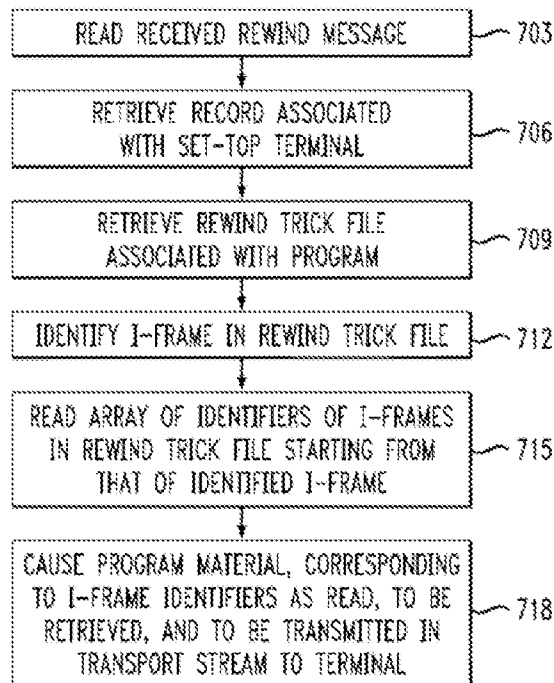 READ RECEIVED REWIND MESSAGE
703
RETRIEVE RECORD ASSOCIATED
WITH SET-TOP TERMINAL
706
RETRIEVE REWIND TRICK FILE
ASSOCIATED WITH PROGRAM
709
IDENTIFY I-FRAME IN REWIND TRICK FILE
712
READ ARRAY OF IDENTIFIERS OF I-FRAMES
IN REWIND TRICK FILE STARTING FROM
THAT OF IDENTIFIED I-FRAME
715
CAUSE PROGRAM MATERIAL, CORRESPONDING
TO I-FRAME IDENTIFIERS AS READ, TO BE
RETRIEVED, AND TO BE TRANSMITTED IN
TRANSPORT STREAM TO TERMINAL
718